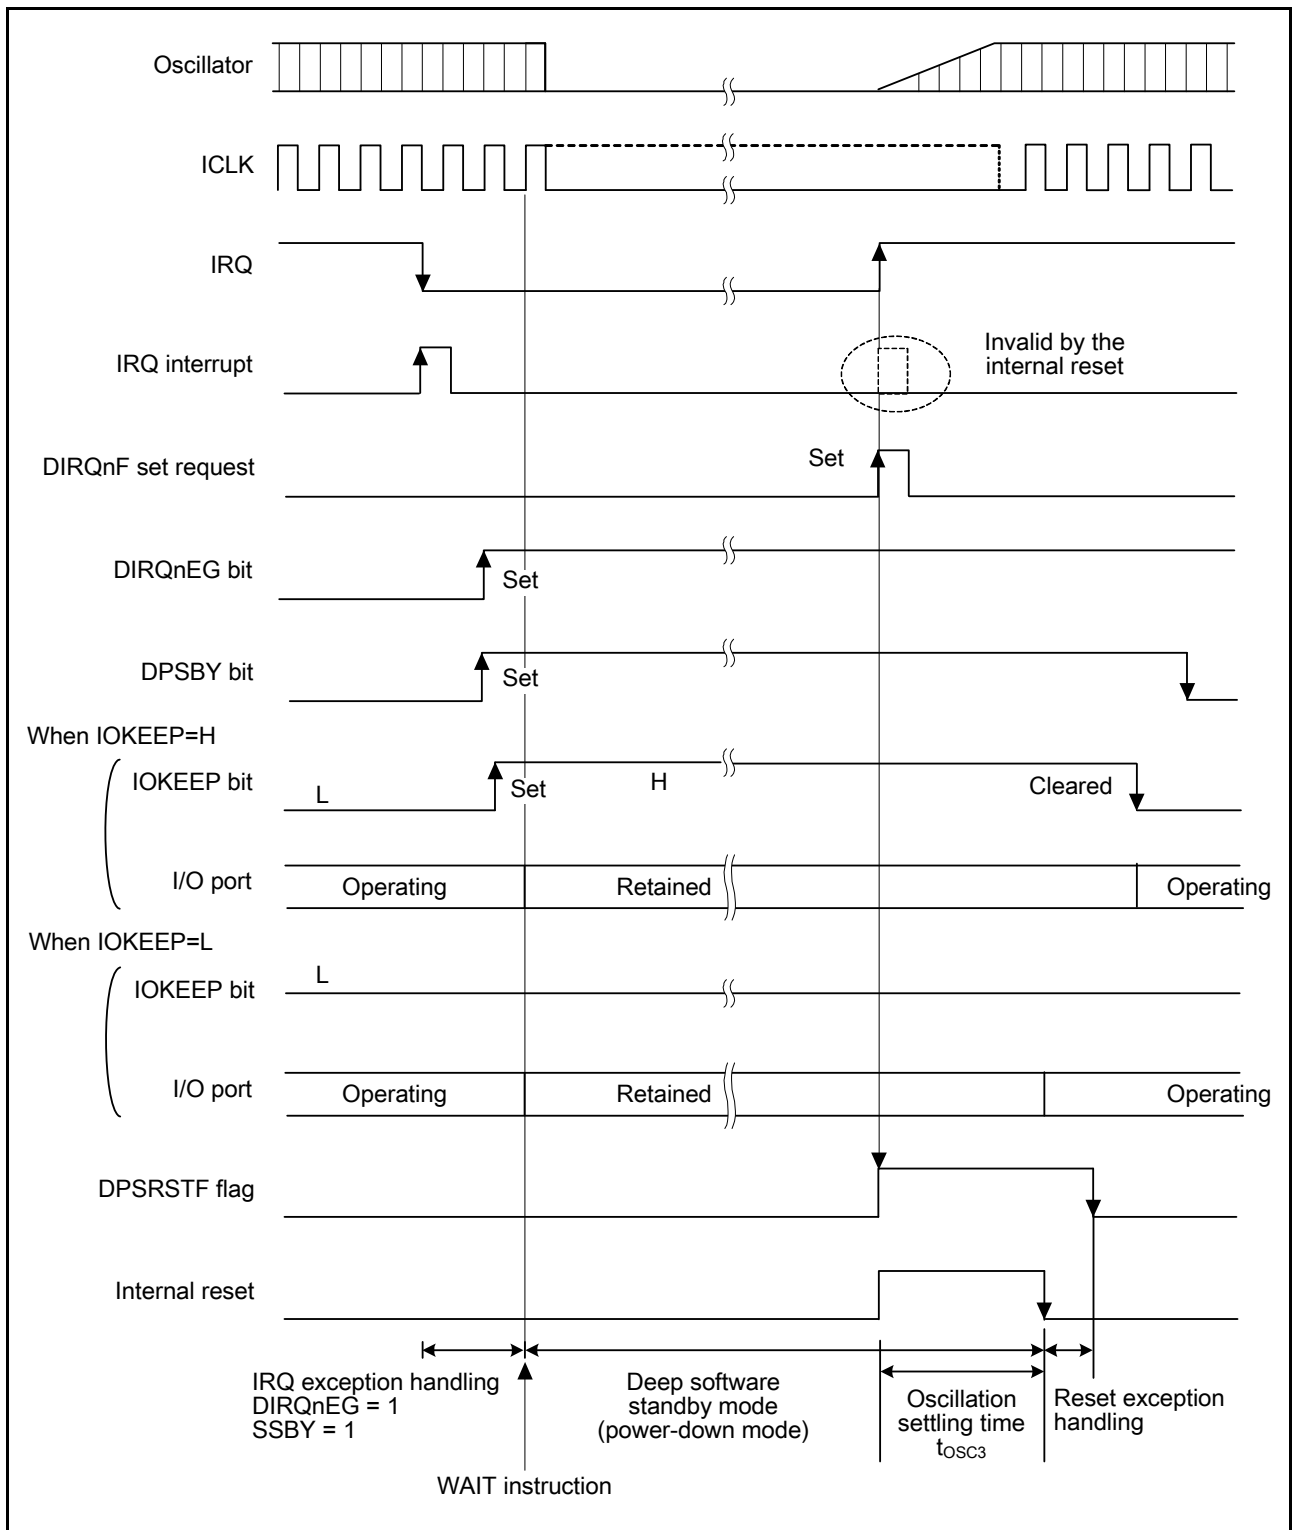 Oscillator
ICLK
IRQ
IRQ interrupt
Invalid by the
internal reset
DIRQnF set request
Set
DIRQnEG bit
Set
DPSBY bit
Set
When IOKEEP=H
IOKEEP bit
L
Set
H
Cleared
I/O port
Operating
Retained
Operating
When IOKEEP=L
IOKEEP bit
L
I/O port
Operating
Retained
Operating
DPSRSTF flag
Internal reset
IRQ exception handling
DIRQnEG = 1
SSBY = 1
Deep software
standby mode
(power-down mode)
Oscillation
settling time
tOSC3
Reset exception
handling
WAIT instruction